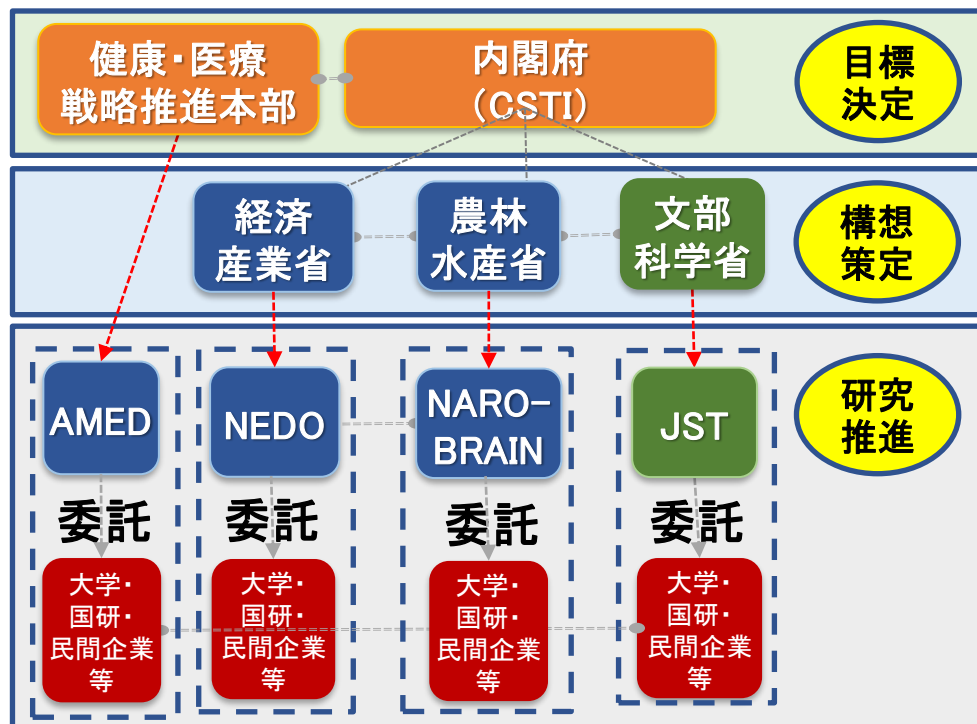 健康・医療
戦略推進本部
内閣府
(CSTI)
目標
決定
経済
産業省
農林
水産省
文部
科学省
構想
策定
AMED
NEDO
NARO-
BRAIN
JST
研究
推進
委託
委託
委託
委託
大学・
国研・
民間企業
等
大学・
国研・
民間企業
等
大学・
国研・
民間企業
等
大学・
国研・
民間企業
等